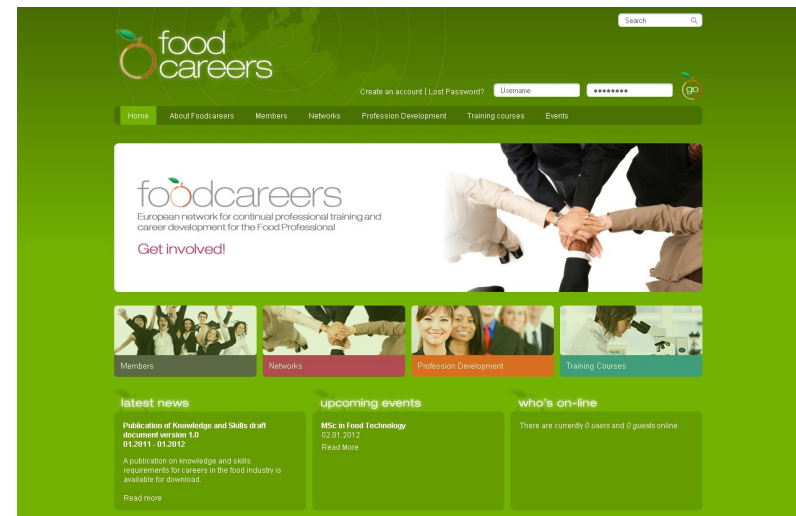 Search
food
careers
Create an account | Lost Password?
Username
••••••••
go
Home
About Foodcareers
Members
Networks
Profession Development
Training courses
Events
foodcareers
European network for continual professional training and
career development for the Food Professional
Get involved!
Members
Networks
Profession Development
Training Courses
latest news
Publication of Knowledge and Skills draft
document version 1.0
01.2011 - 01.2012
A publication on knowledge and skills
requirements for careers in the food industry is
available for download.
Read more
upcoming events
MSc in Food Technology
02.01.2012
Read More
who's on-line
There are currently 0 users and 0 guests online.